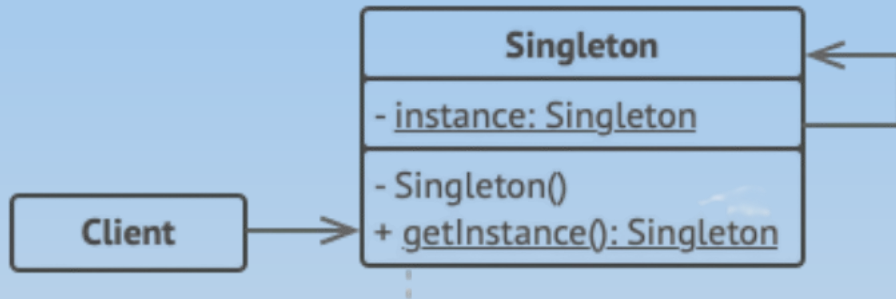 Singleton
- instance: Singleton
- Singleton()
+ getInstance(): Singleton
Client